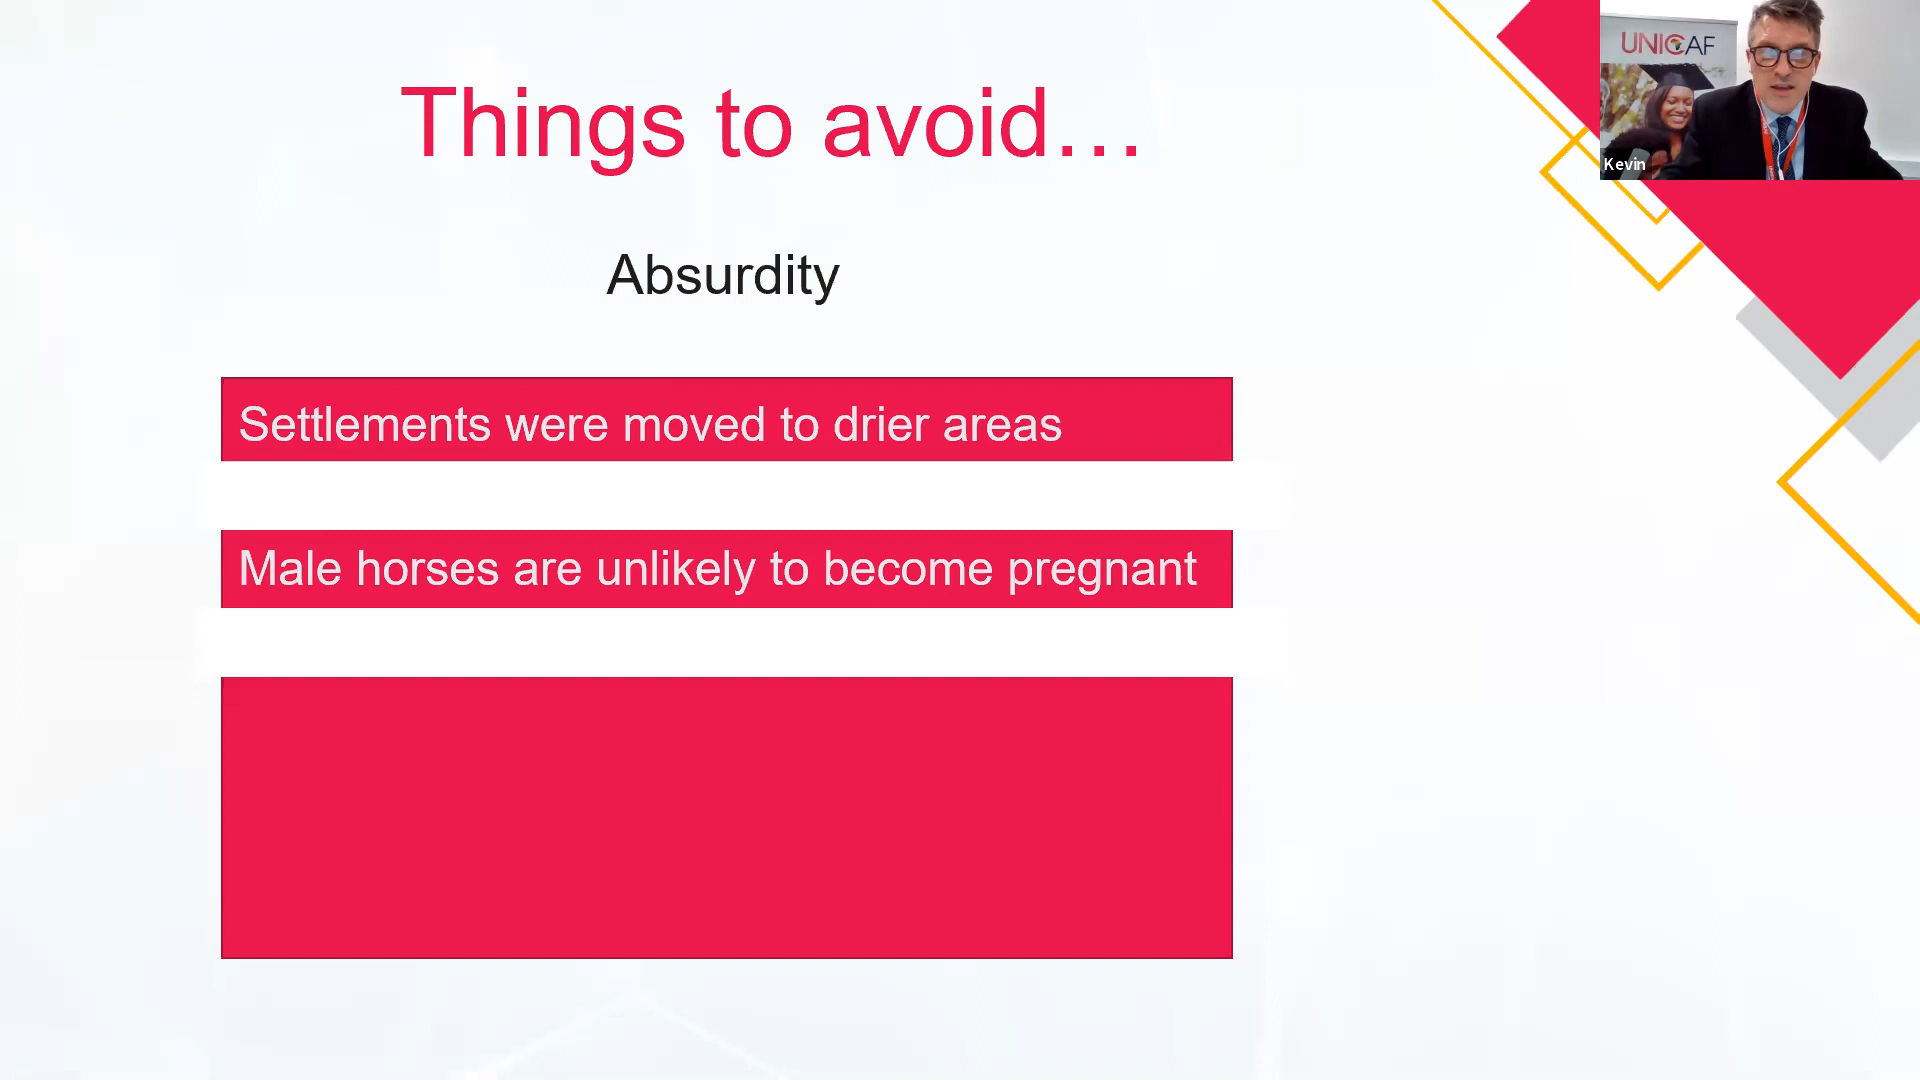 UNICAF
Things to avoid…
Kevin
Absurdity
Settlements were moved to drier areas
Male horses are unlikely to become pregnant